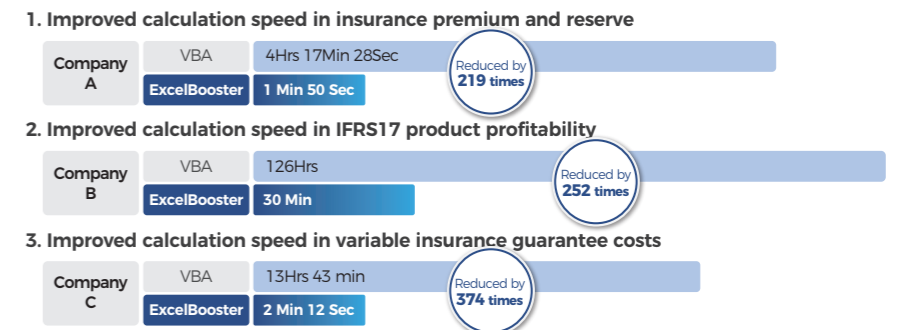 1. Improved calculation speed in insurance premium and reserve
Company
A
VBA
4Hrs 17Min 28Sec
ExcelBooster
1 Min 50 Sec
Reduced by
219 times
2. Improved calculation speed in IFRS17 product profitability
Company
B
VBA
126Hrs
ExcelBooster
30 Min
Reduced by
252 times
3. Improved calculation speed in variable insurance guarantee costs
Company
C
VBA
13Hrs 43 min
ExcelBooster
2 Min 12 Sec
Reduced by
374 times